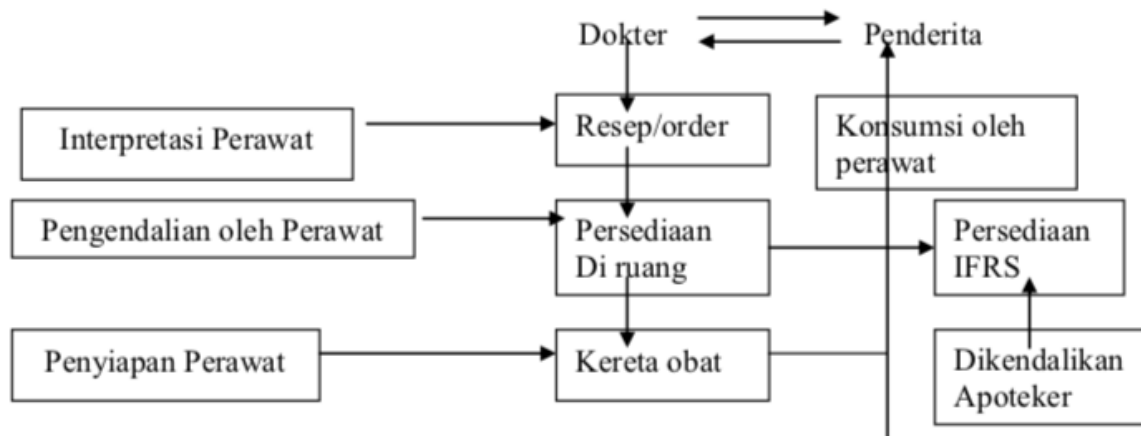 Dokter
Penderita
Interpretasi Perawat
Resep/order
Konsumsi oleh
perawat
Pengendalian oleh Perawat
Persediaan
Di ruang
Persediaan
IFRS
Penyiapan Perawat
Kereta obat
Dikendalikan
Apoteker